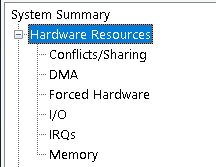 System Summary
Hardware Resources
Conflicts/Sharing
DMA
Forced Hardware
I/O
IRQs
Memory